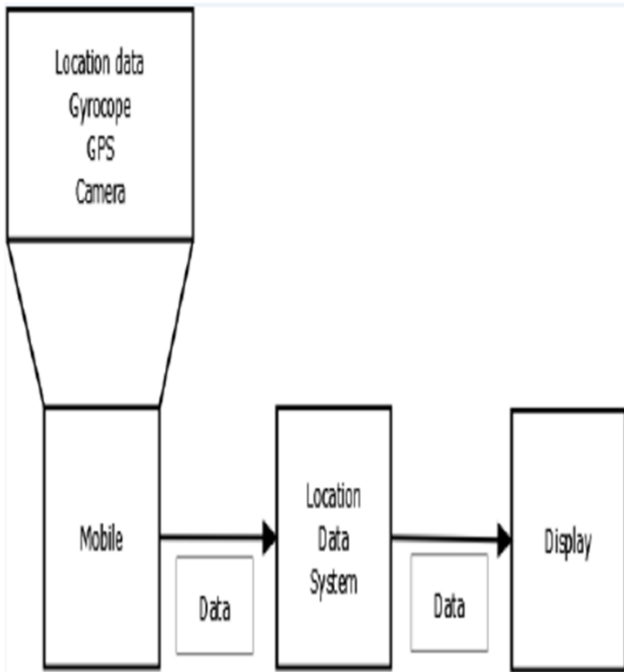 Location data
Gyrocope
GPS
Camera
Mobile
Data
Location
Data
System
Data
Display